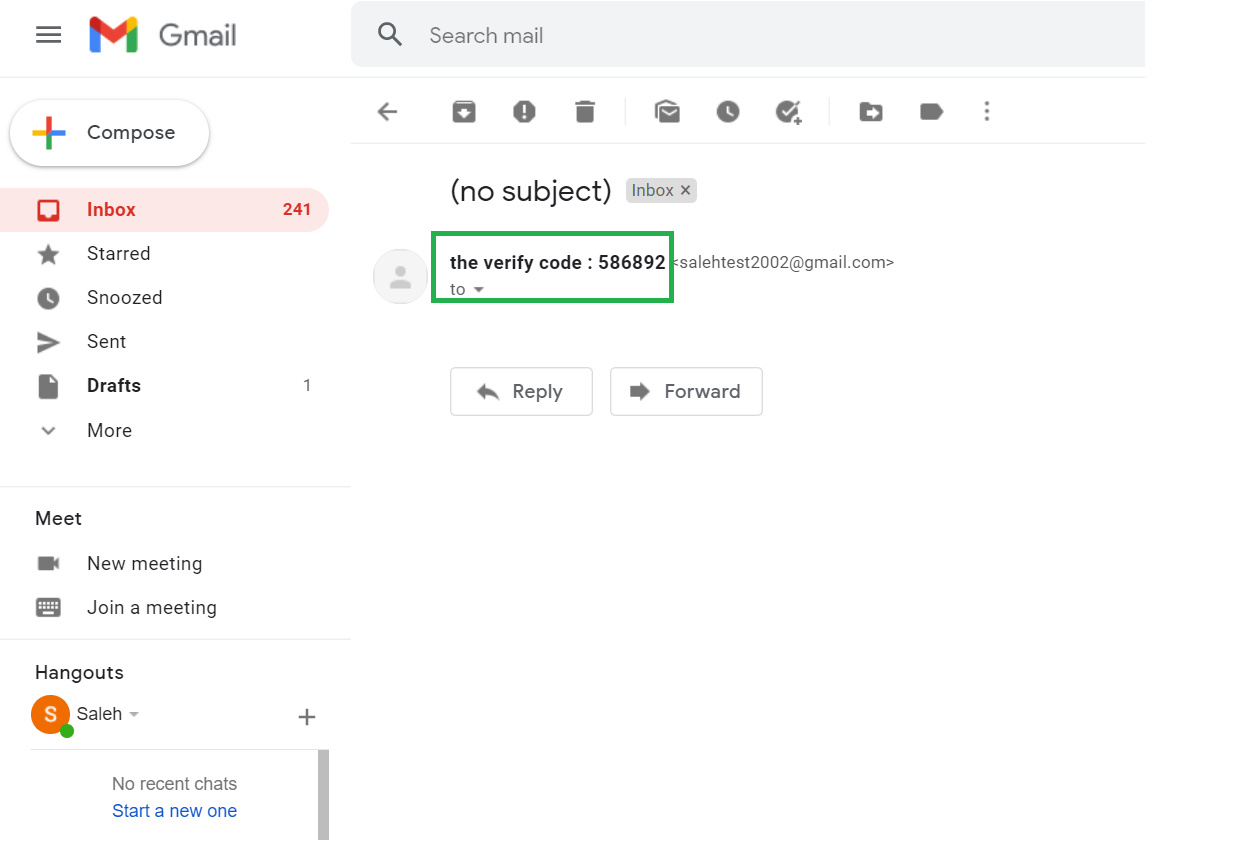 Gmail
Search mail
Compose
Inbox 241
Starred
Snoozed
Sent
Drafts 1
More
Meet
New meeting
Join a meeting
Hangouts
S Saleh
No recent chats
Start a new one
(no subject) Inbox ×
the verify code : 586892 <salehtest2002@gmail.com>
to
Reply Forward